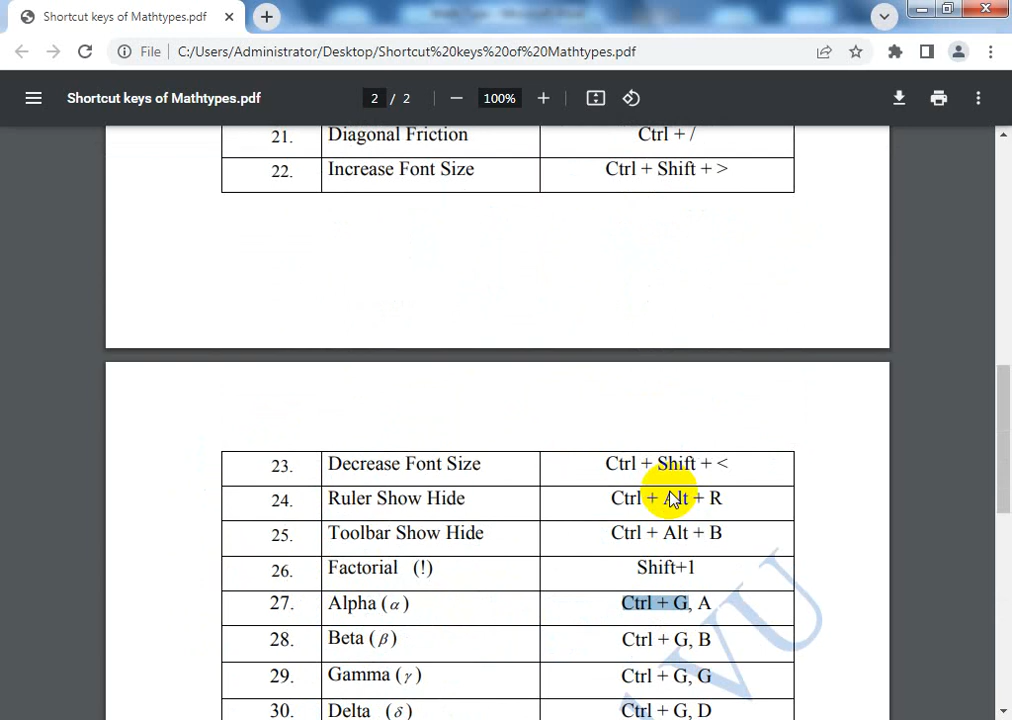 Shortcut keys of Mathtypes.pdf
File C:/Users/Administrator/Desktop/Shortcut%20keys%20of%20Mathtypes.pdf
Shortcut keys of Mathtypes.pdf 2 / 2 100%
21. Diagonal Friction Ctrl + /
22. Increase Font Size Ctrl + Shift + >
23. Decrease Font Size Ctrl + Shift + <
24. Ruler Show Hide Ctrl + Alt + R
25. Toolbar Show Hide Ctrl + Alt + B
26. Factorial (!) Shift+1
27. Alpha (α) Ctrl + G, A
28. Beta (β) Ctrl + G, B
29. Gamma (γ) Ctrl + G, G
30. Delta (δ) Ctrl + G, D
VU